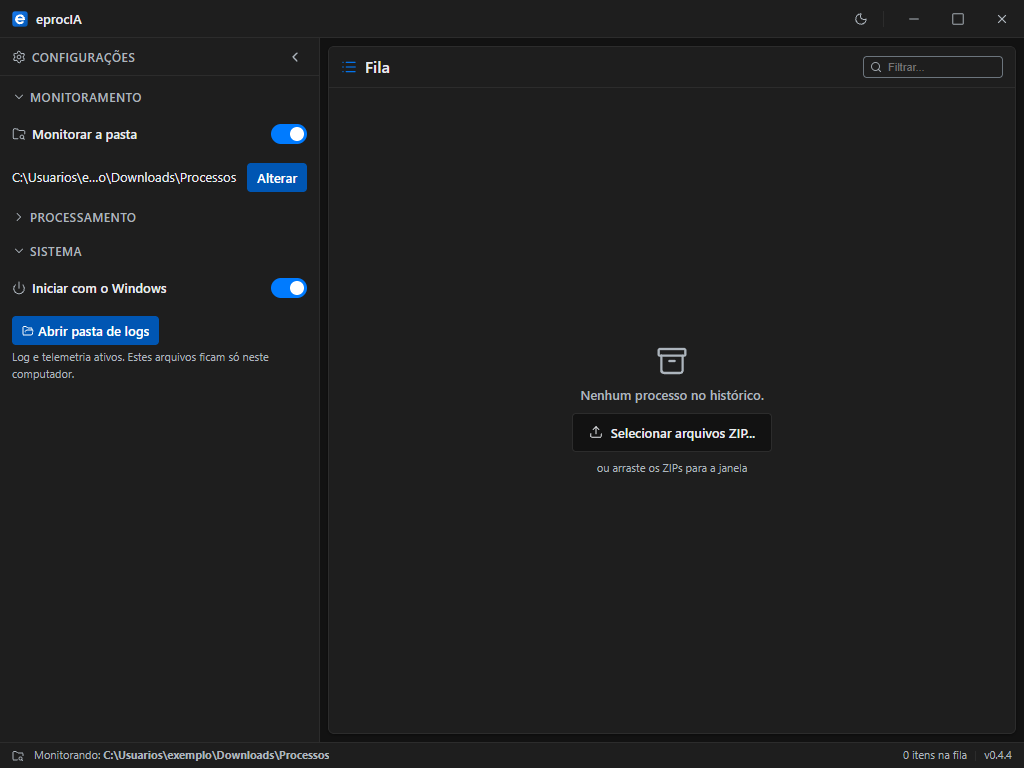 eprocIA
CONFIGURAÇÕES
MONITORAMENTO
Monitorar a pasta
C:\Usuarios\e...o\Downloads\Processos
Alterar
PROCESSAMENTO
SISTEMA
Iniciar com o Windows
Abrir pasta de logs
Log e telemetria ativos. Estes arquivos ficam só neste
computador.
Fila
Filtrar...
Nenhum processo no histórico.
Selecionar arquivos ZIP...
ou arraste os ZIPs para a janela
Monitorando: C:\Usuarios\exemplo\Downloads\Processos
0 itens na fila
v0.4.4